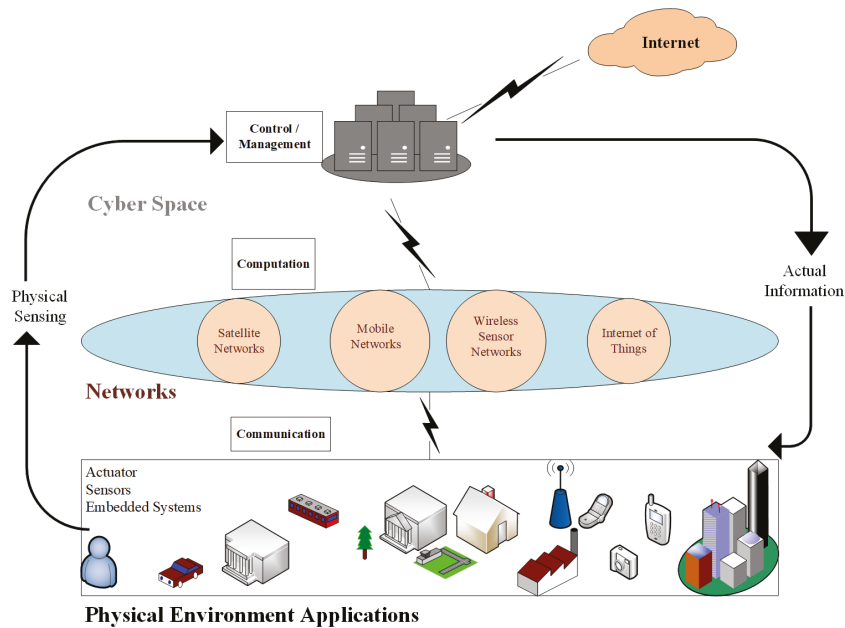 Internet
Control /
Management
Cyber Space
Computation
Physical
Sensing
Actual
Information
Satellite
Networks
Mobile
Networks
Wireless
Sensor
Networks
Internet of
Things
Networks
Communication
Actuator
Sensors
Embedded Systems
Physical Environment Applications